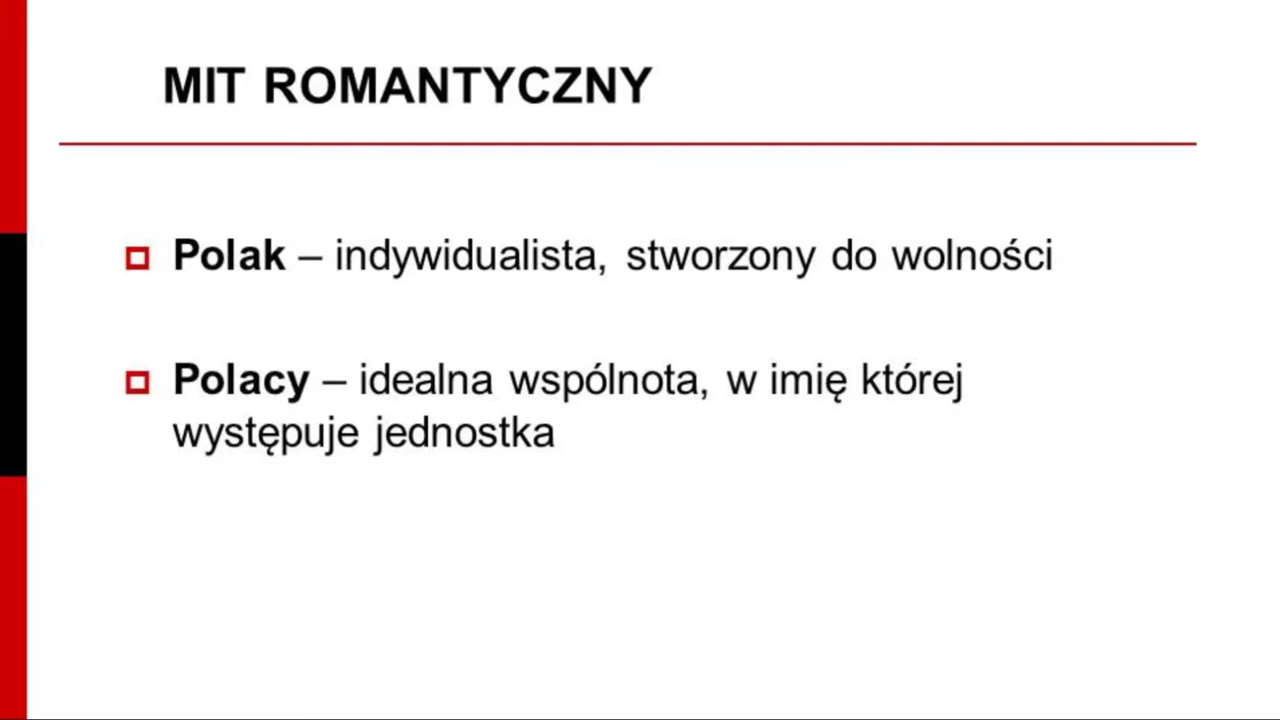 MIT ROMANTYCZNY
Polak – indywidualista, stworzony do wolności
Polacy – idealna wspólnota, w imię której
występuje jednostka